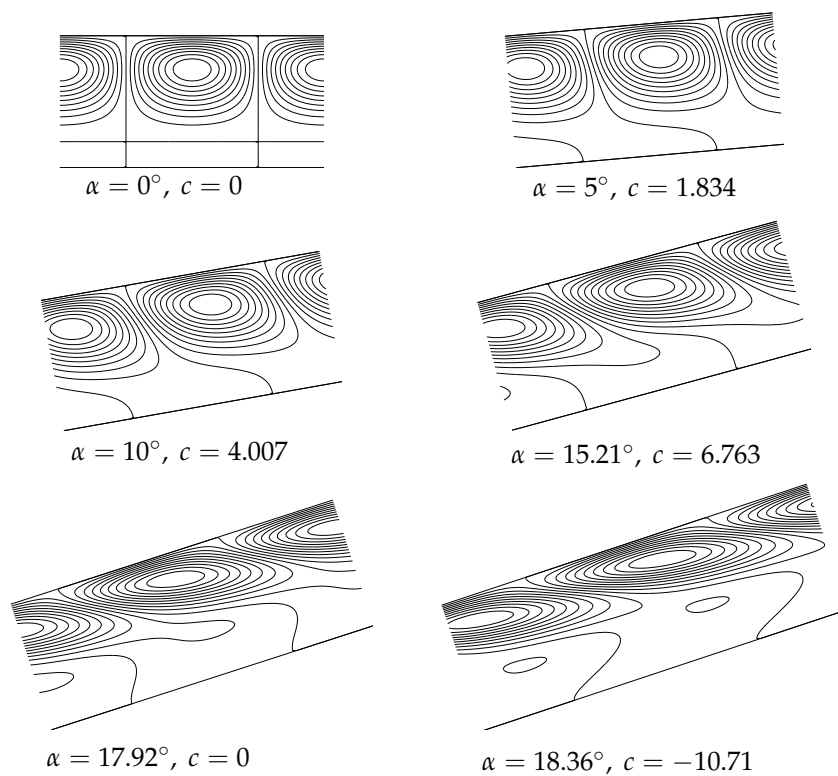 α = 0°, c = 0
α = 5°, c = 1.834
α = 10°, c = 4.007
α = 15.21°, c = 6.763
α = 17.92°, c = 0
α = 18.36°, c = −10.71